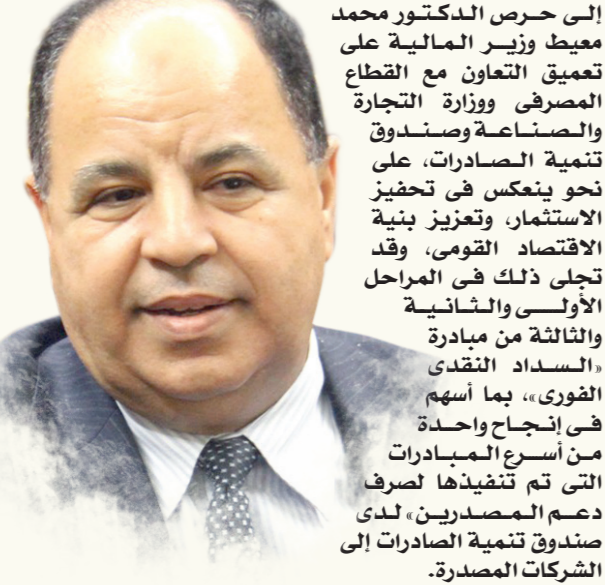 إلى حرص الدكتور محمد
معيط وزير المالية على
تعميق التعاون مع القطاع
المصرفى ووزارة التجارة
والصناعة وصندوق
تنمية الصادرات، على
نحو ينعكس فى تحفيز
الاستثمار، وتعزيز بنية
الاقتصاد القومى، وقد
تجلى ذلك فى المراحل
الأولى والثانية
والثالثة من مبادرة
«السداد النقدى
الفورى»، بما أسهم
فى إنجاح واحدة
من أسرع المبادرات
التى تم تنفيذها لصرف
دعم المصدرين» لدى
صندوق تنمية الصادرات إلى
الشركات المصدرة.